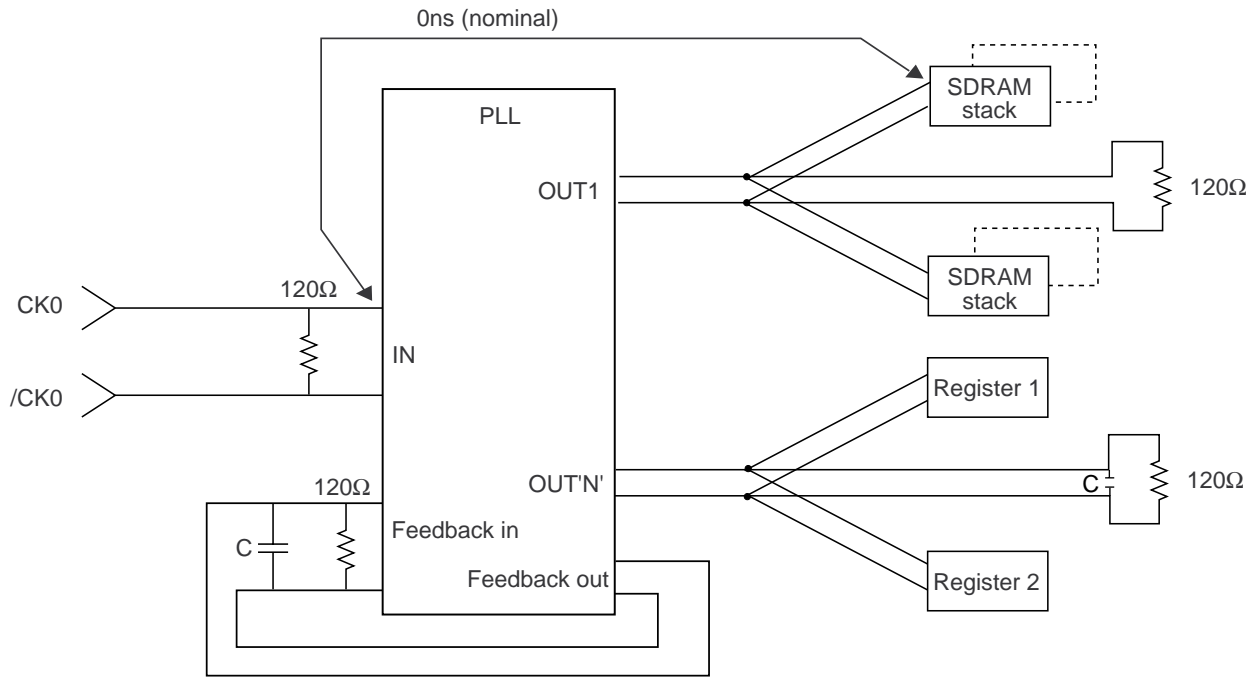 0ns (nominal)
PLL
SDRAM
stack
OUT1
120Ω
SDRAM
stack
CK0
120Ω
IN
/CK0
Register 1
OUT'N'
C
120Ω
120Ω
C
Feedback in
Feedback out
Register 2